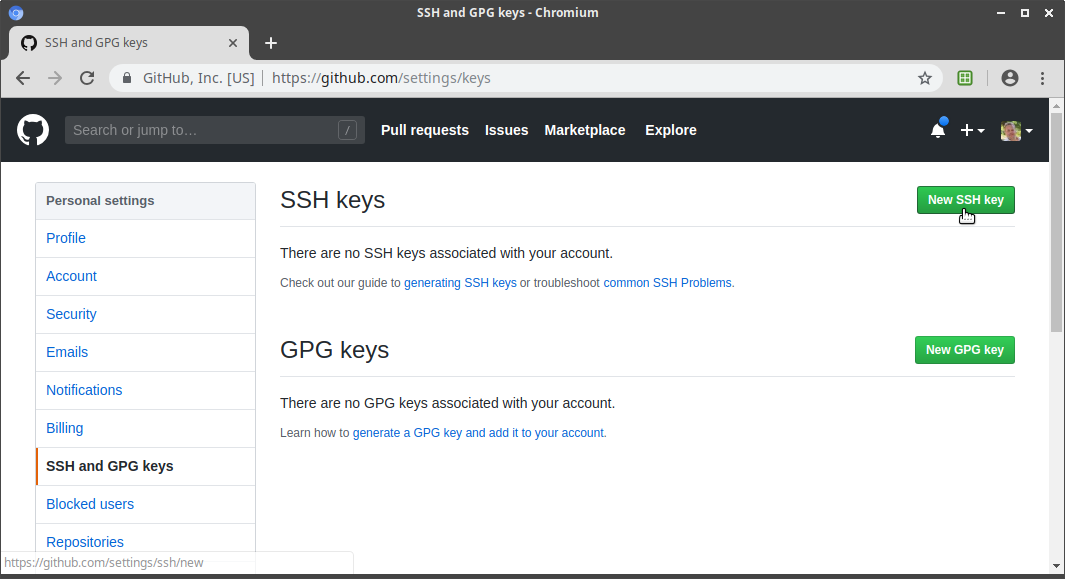 SSH and GPG keys - Chromium
SSH and GPG keys
GitHub, Inc. [US] | https://github.com/settings/keys
Search or jump to… /
Pull requests Issues Marketplace Explore
Personal settings
Profile
Account
Security
Emails
Notifications
Billing
SSH and GPG keys
Blocked users
Repositories
SSH keys
New SSH key
There are no SSH keys associated with your account.
Check out our guide to generating SSH keys or troubleshoot common SSH Problems.
GPG keys
New GPG key
There are no GPG keys associated with your account.
Learn how to generate a GPG key and add it to your account.
https://github.com/settings/ssh/new